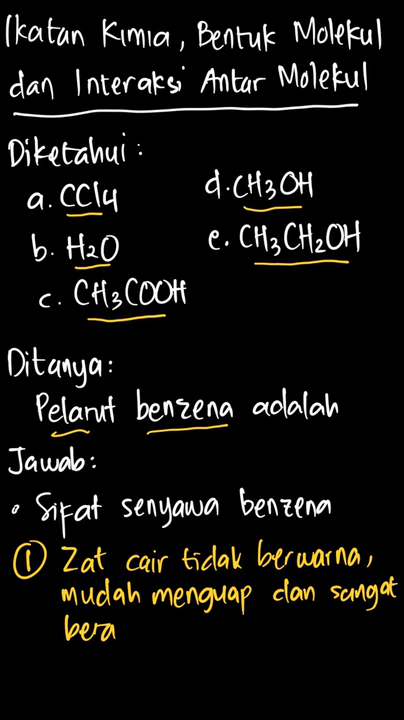 Ikatan Kimia, Bentuk Molekul
dan Interaksi Antar Molekul
Diketahui:
a. CCl4
d. CH3OH
b. H2O
e. CH3CH2OH
c. CH3COOH
Ditanya:
Pelarut benzena adalah
Jawab:
• Sifat senyawa benzena
① Zat cair tidak berwarna,
mudah menguap dan sangat
bera